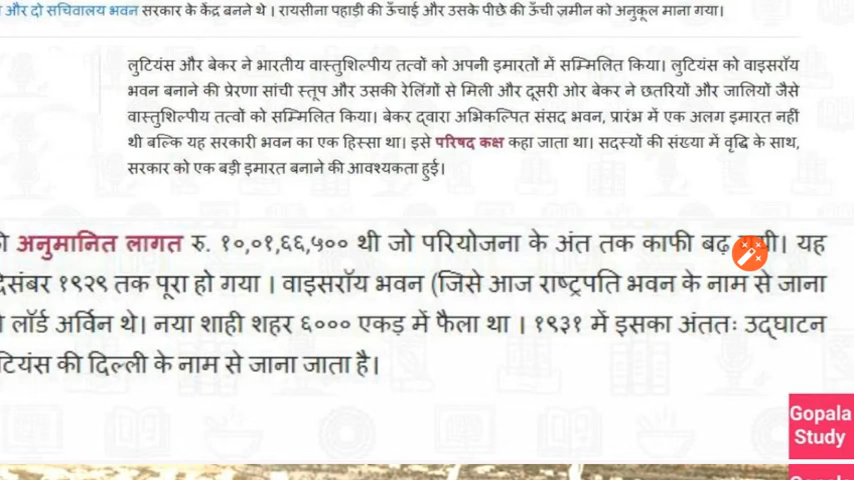 और दो सचिवालय भवन सरकार के केंद्र बनने थे । रायसीना पहाड़ी की ऊँचाई और उसके पीछे की ऊँची ज़मीन को अनुकूल माना गया।
लुटियंस और बेकर ने भारतीय वास्तुशिल्पीय तत्वों को अपनी इमारतों में सम्मिलित किया। लुटियंस को वाइसरॉय
भवन बनाने की प्रेरणा सांची स्तूप और उसकी रेलिंगों से मिली और दूसरी ओर बेकर ने छतरियों और जालियों जैसे
वास्तुशिल्पीय तत्वों को सम्मिलित किया। बेकर द्वारा अभिकल्पित संसद भवन, प्रारंभ में एक अलग इमारत नहीं
थी बल्कि यह सरकारी भवन का एक हिस्सा था। इसे परिषद कक्ष कहा जाता था। सदस्यों की संख्या में वृद्धि के साथ,
सरकार को एक बड़ी इमारत बनाने की आवश्यकता हुई।
अनुमानित लागत रु. १०,०१,६६,५०० थी जो परियोजना के अंत तक काफी बढ़ यह
१९२९ तक पूरा हो गया । वाइसरॉय भवन (जिसे आज राष्ट्रपति भवन के नाम से जाना
लॉर्ड अर्विन थे। नया शाही शहर ६००० एकड़ में फैला था । १९३१ में इसका अंततः उद्घाटन
की दिल्ली के नाम से जाना जाता है।
Gopala
Study